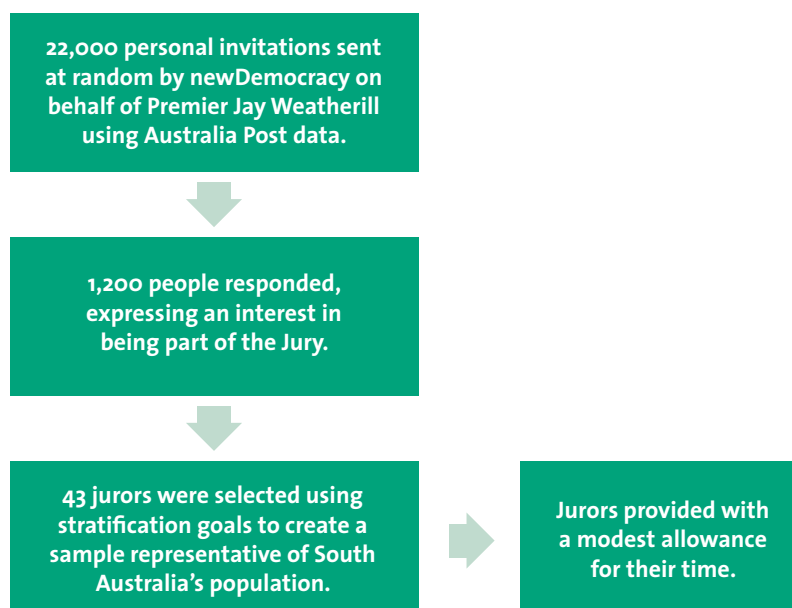 22,000 personal invitations sent
at random by newDemocracy on
behalf of Premier Jay Weatherill
using Australia Post data.
1,200 people responded,
expressing an interest in
being part of the Jury.
43 jurors were selected using
stratification goals to create a
sample representative of South
Australia's population.
Jurors provided with
a modest allowance
for their time.